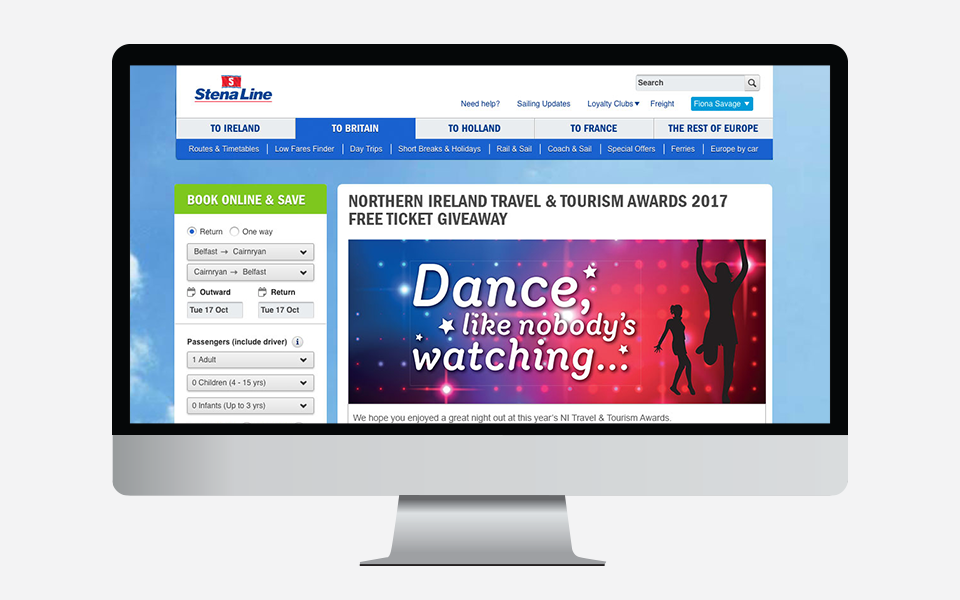 S
Stena Line
Search
Need help? Sailing Updates Loyalty Clubs Freight Fiona Savage
TO IRELAND TO BRITAIN TO HOLLAND TO FRANCE THE REST OF EUROPE
Routes & Timetables Low Fares Finder Day Trips Short Breaks & Holidays Rail & Sail Coach & Sail Special Offers Ferries Europe by car
BOOK ONLINE & SAVE
Return One way
Belfast → Cairnryan
Cairnryan → Belfast
Outward Return
Tue 17 Oct Tue 17 Oct
Passengers (include driver) i
1 Adult
0 Children (4 - 15 yrs)
0 Infants (Up to 3 yrs)
NORTHERN IRELAND TRAVEL & TOURISM AWARDS 2017
FREE TICKET GIVEAWAY
Dance,
like nobody's
watching...
We hope you enjoyed a great night out at this year's NI Travel & Tourism Awards.